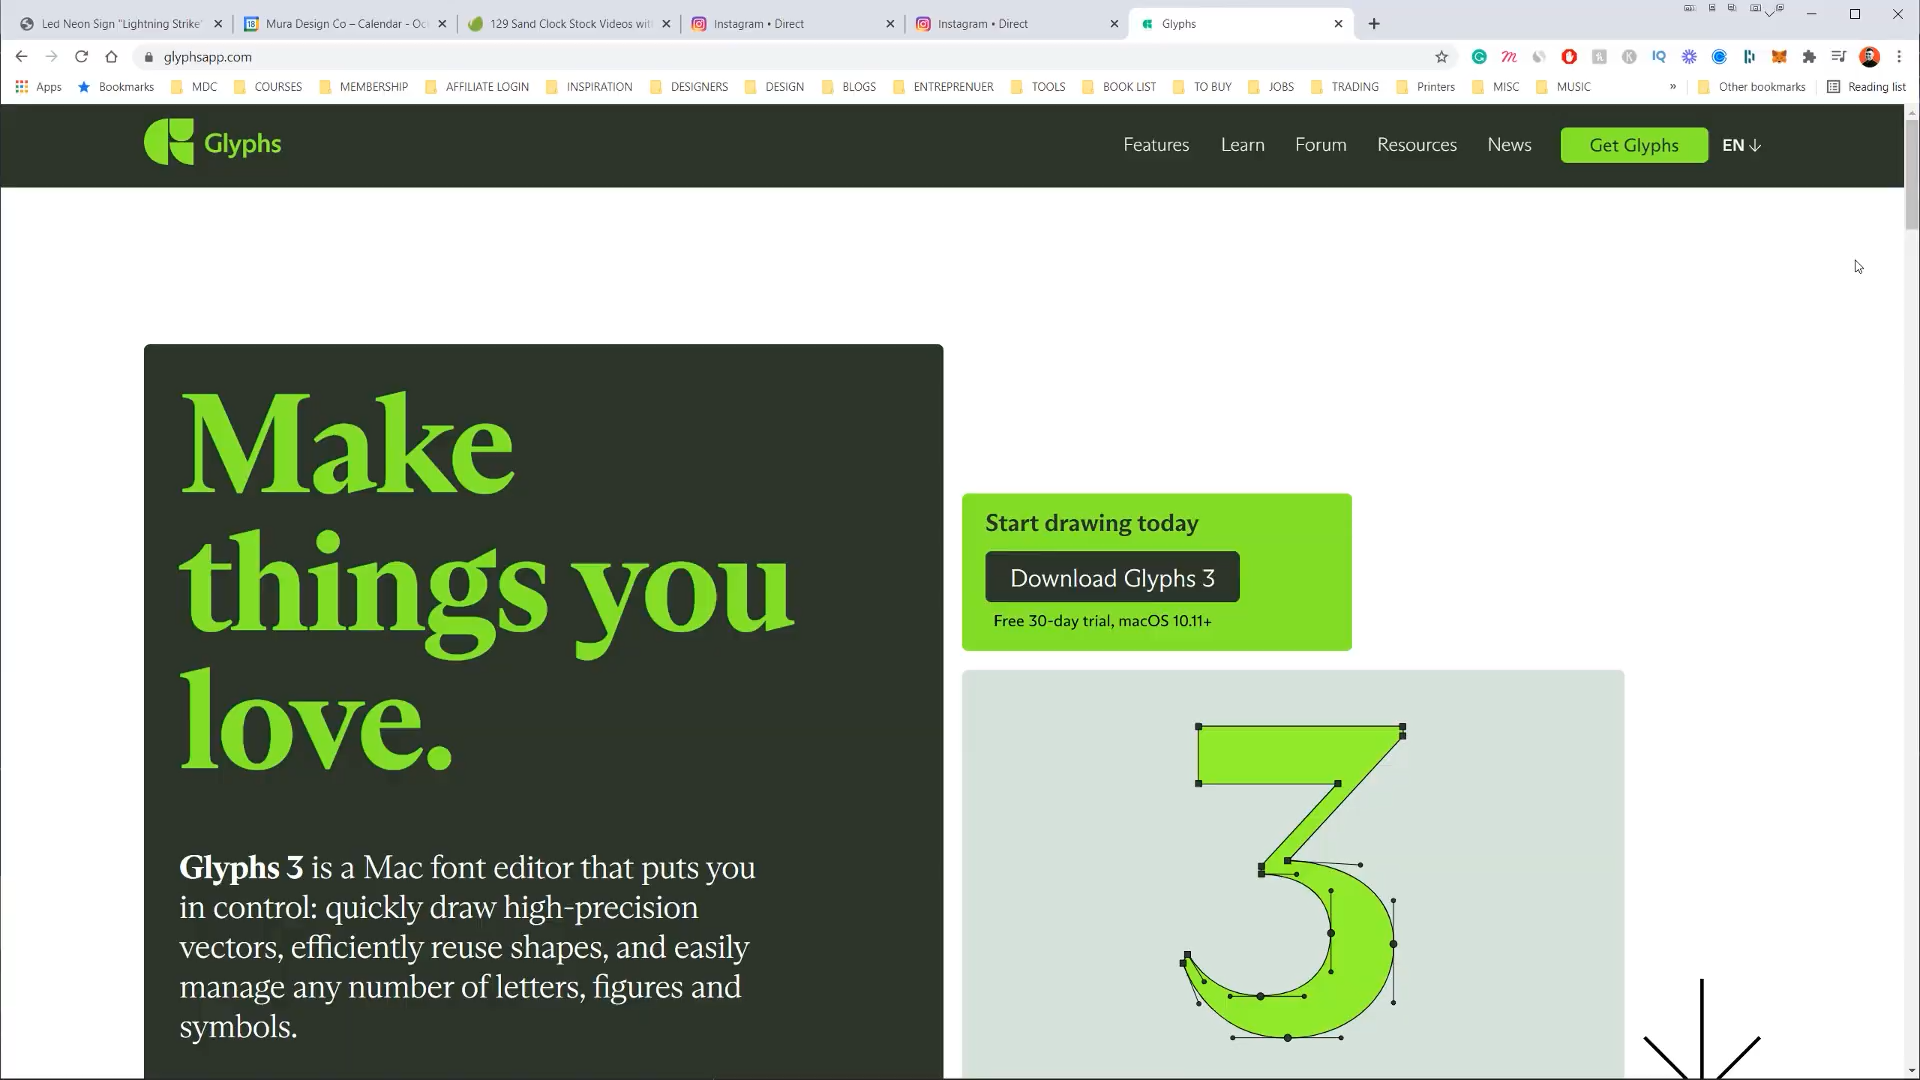 Led Neon Sign "Lightning Strike"
Mura Design Co – Calendar - Oc
129 Sand Clock Stock Videos wit
Instagram • Direct
Instagram • Direct
Glyphs
glyphsapp.com
Apps
Bookmarks
MDC
COURSES
MEMBERSHIP
AFFILIATE LOGIN
INSPIRATION
DESIGNERS
DESIGN
BLOGS
ENTREPRENUER
TOOLS
BOOK LIST
TO BUY
JOBS
TRADING
Printers
MISC
MUSIC
»
Other bookmarks
Reading list
Glyphs
Features
Learn
Forum
Resources
News
Get Glyphs
EN ↓
Make
things you
love.
Start drawing today
Download Glyphs 3
Free 30-day trial, macOS 10.11+
Glyphs 3 is a Mac font editor that puts you
in control: quickly draw high-precision
vectors, efficiently reuse shapes, and easily
manage any number of letters, figures and
symbols.
3